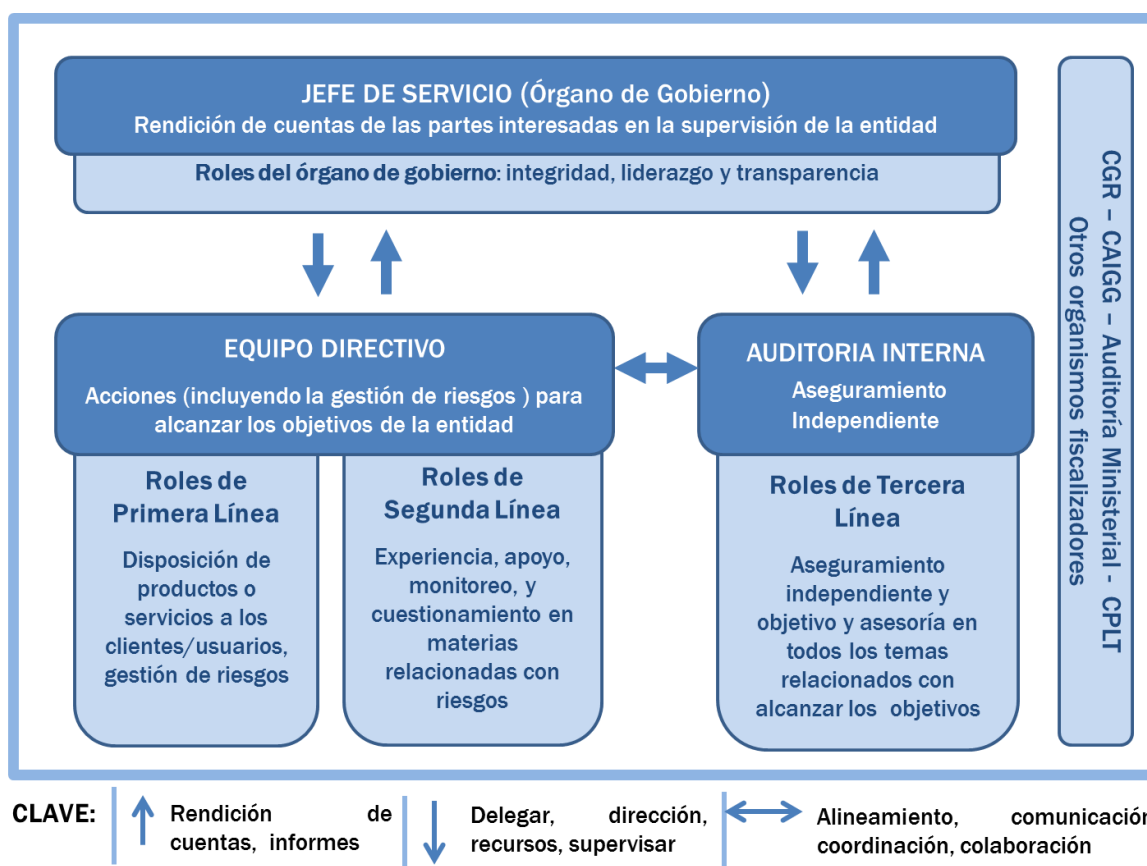 JEFE DE SERVICIO (Órgano de Gobierno)
Rendición de cuentas de las partes interesadas en la supervisión de la entidad
Roles del órgano de gobierno: integridad, liderazgo y transparencia
EQUIPO DIRECTIVO
Acciones (incluyendo la gestión de riesgos ) para
alcanzar los objetivos de la entidad
Roles de
Primera Línea
Disposición de
productos o
servicios a los
clientes/usuarios,
gestión de riesgos
Roles de
Segunda Línea
Experiencia, apoyo,
monitoreo, y
cuestionamiento en
materias
relacionadas con
riesgos
AUDITORIA INTERNA
Aseguramiento
Independiente
Roles de Tercera
Línea
Aseguramiento
independiente y
objetivo y asesoría en
todos los temas
relacionados con
alcanzar los objetivos
CGR – CAIGG – Auditoría Ministerial - CPLT
Otros organismos fiscalizadores
CLAVE:
Rendición de
cuentas, informes
Delegar, dirección,
recursos, supervisar
Alineamiento, comunicación
coordinación, colaboración